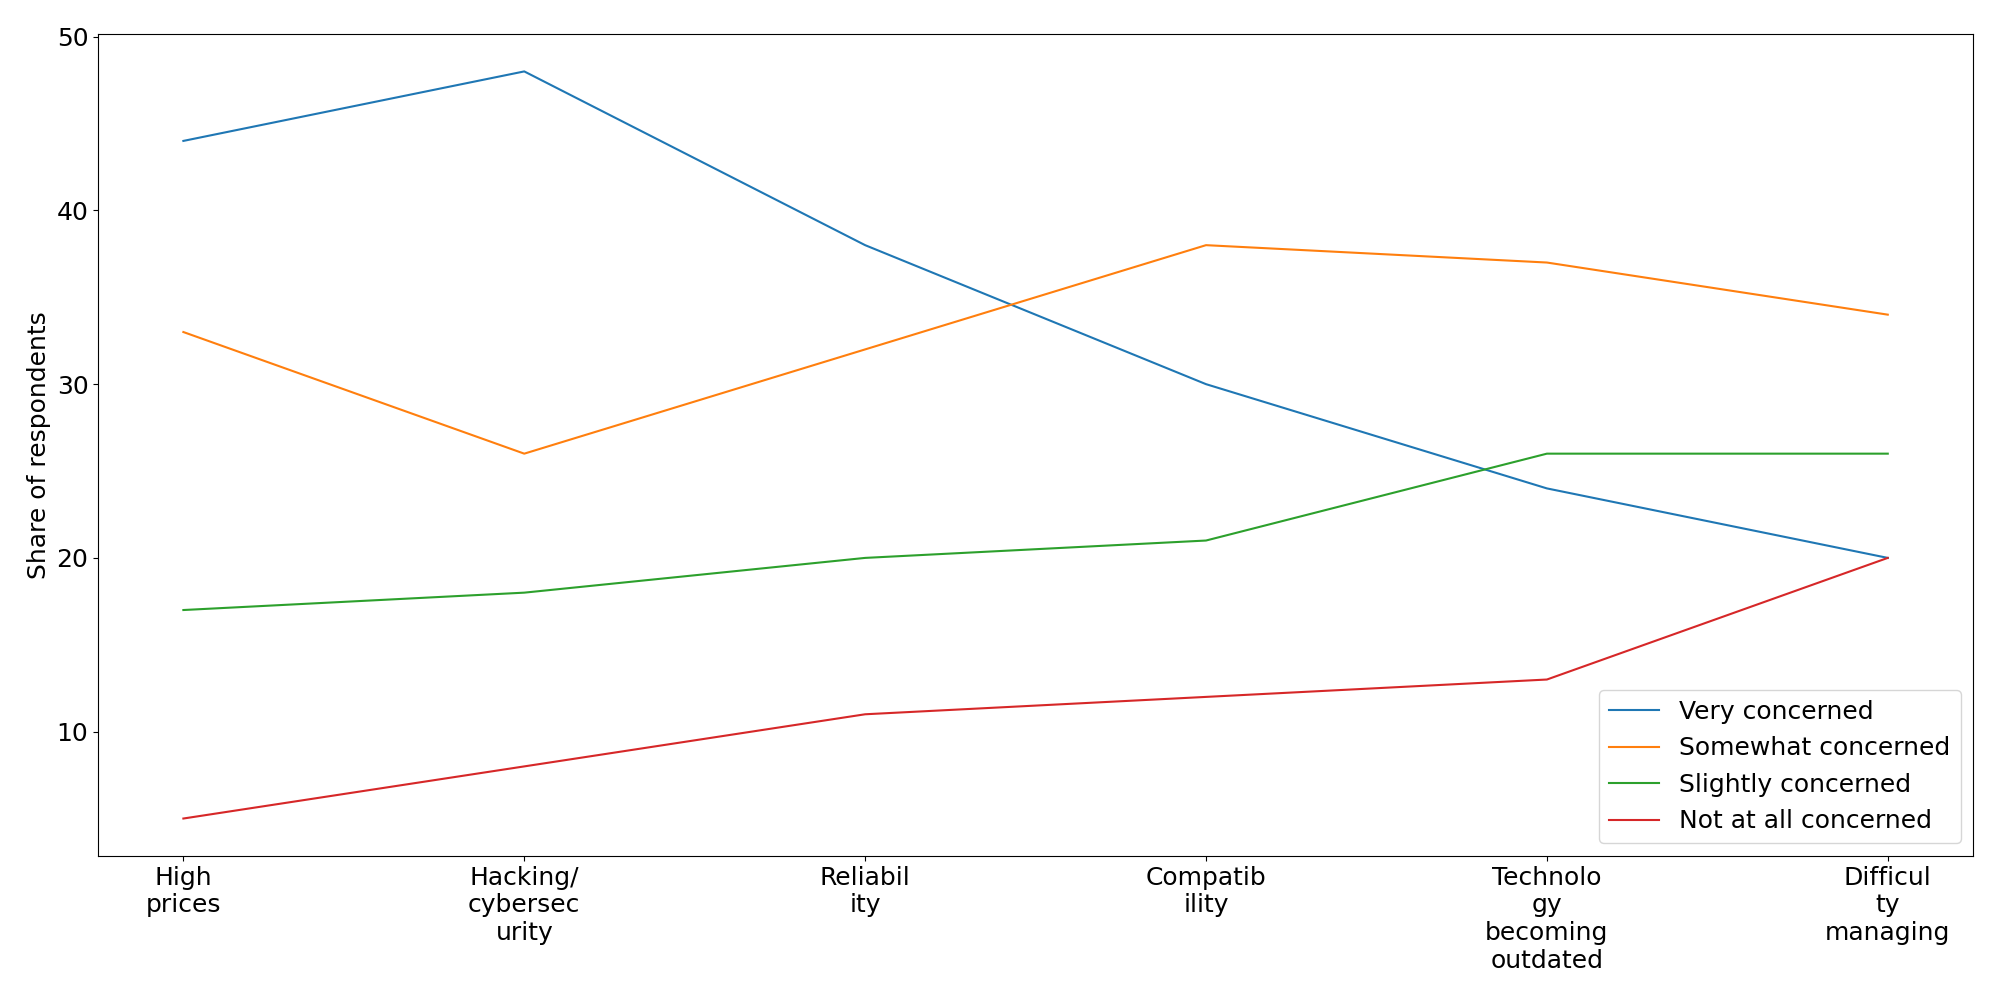 50
40
30
20
10
Share of respondents
Very concerned
Somewhat concerned
Slightly concerned
Not at all concerned
High
prices
Hacking/
cybersec
urity
Reliabil
ity
Compatib
ility
Technolo
gy
becoming
outdated
Difficul
ty
managing